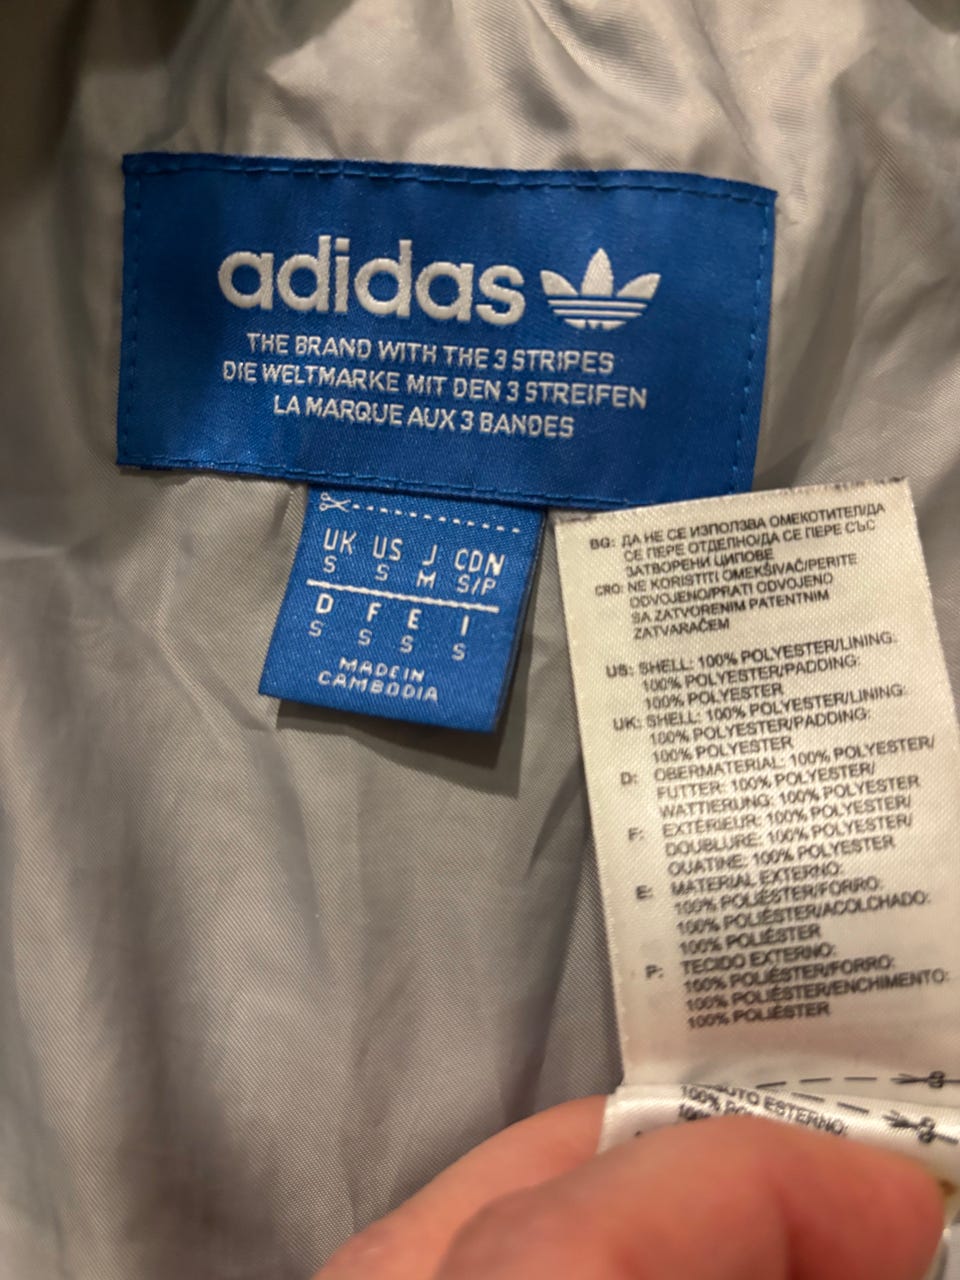 adidas
THE BRAND WITH THE 3 STRIPES
DIE WELTMARKE MIT DEN 3 STREIFEN
LA MARQUE AUX 3 BANDES
UK US J CDN
S S M S/P
D F E I
S S S S
MADE IN
CAMBODIA
BG: ДА НЕ СЕ ИЗПОЛЗВА ОМЕКОТИТЕЛ/ДА
СЕ ПЕРЕ ОТДЕЛНО/ДА СЕ ПЕРЕ СЪС
ЗАТВОРЕНИ ЦИПОВЕ
CRO: NE KORISTITI OMEKŠIVAČ/PERITE
ODVOJENO/PRATI ODVOJENO
SA ZATVORENIM PATENTNIM
ZATVARAČEM
US: SHELL: 100% POLYESTER/LINING:
100% POLYESTER/PADDING:
100% POLYESTER
UK: SHELL: 100% POLYESTER/LINING:
100% POLYESTER/PADDING:
100% POLYESTER
D: OBERMATERIAL: 100% POLYESTER/
FUTTER: 100% POLYESTER/
WATTIERUNG: 100% POLYESTER
F: EXTÉRIEUR: 100% POLYESTER/
DOUBLURE: 100% POLYESTER/
OUATINE: 100% POLYESTER
E: MATERIAL EXTERNO:
100% POLIÉSTER/FORRO:
100% POLIÉSTER/ACOLCHADO:
100% POLIÉSTER
P: TECIDO EXTERNO:
100% POLIÉSTER/FORRO:
100% POLIÉSTER/ENCHIMENTO:
100% POLIÉSTER
ESTERNO:
100%